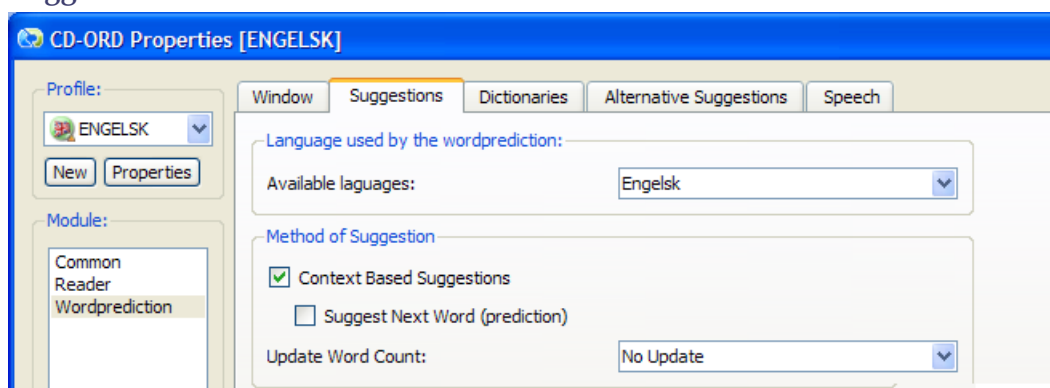 CD-ORD Properties [ENGELSK]
Profile:
ENGELSK
New Properties
Module:
Common
Reader
Wordprediction
Window Suggestions Dictionaries Alternative Suggestions Speech
Language used by the wordprediction:
Available laguages: Engelsk
Method of Suggestion
Context Based Suggestions
Suggest Next Word (prediction)
Update Word Count: No Update